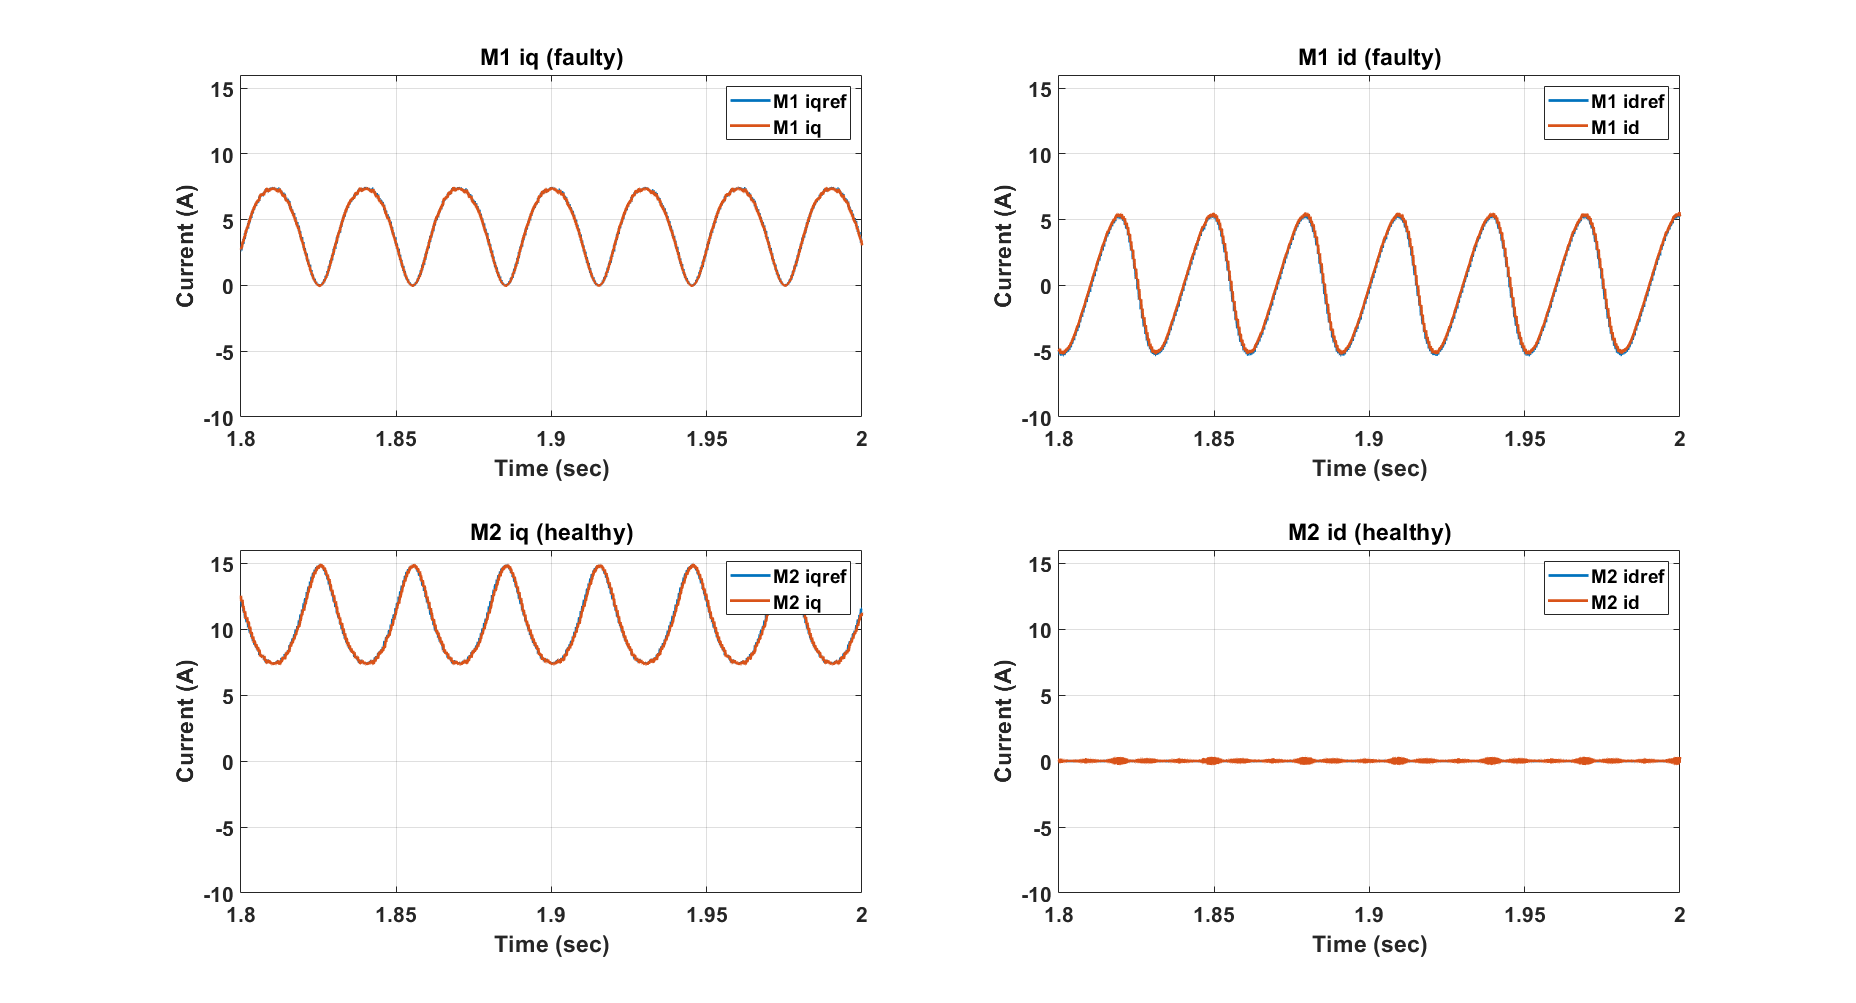 M1 iq (faulty)
15
10
5
0
-5
-10
1.8
1.85
1.9
1.95
2
Current (A)
Time (sec)
M1 iqref
M1 iq
M1 id (faulty)
15
10
5
0
-5
-10
1.8
1.85
1.9
1.95
2
Current (A)
Time (sec)
M1 idref
M1 id
M2 iq (healthy)
15
10
5
0
-5
-10
1.8
1.85
1.9
1.95
2
Current (A)
Time (sec)
M2 iqref
M2 iq
M2 id (healthy)
15
10
5
0
-5
-10
1.8
1.85
1.9
1.95
2
Current (A)
Time (sec)
M2 idref
M2 id